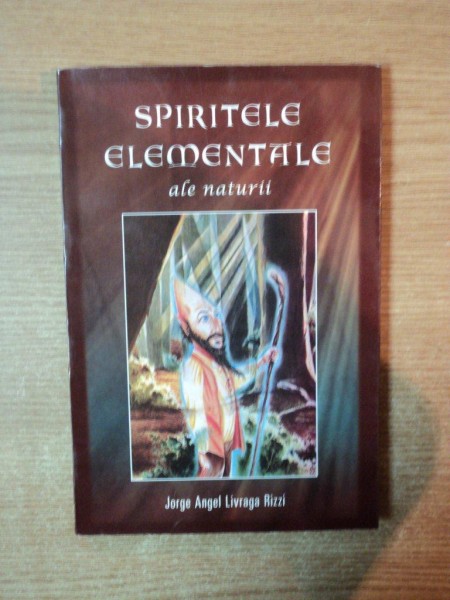 SPIRITELE
ELEMENTALE
ale naturii
Jorge Angel Livraga Rizzi